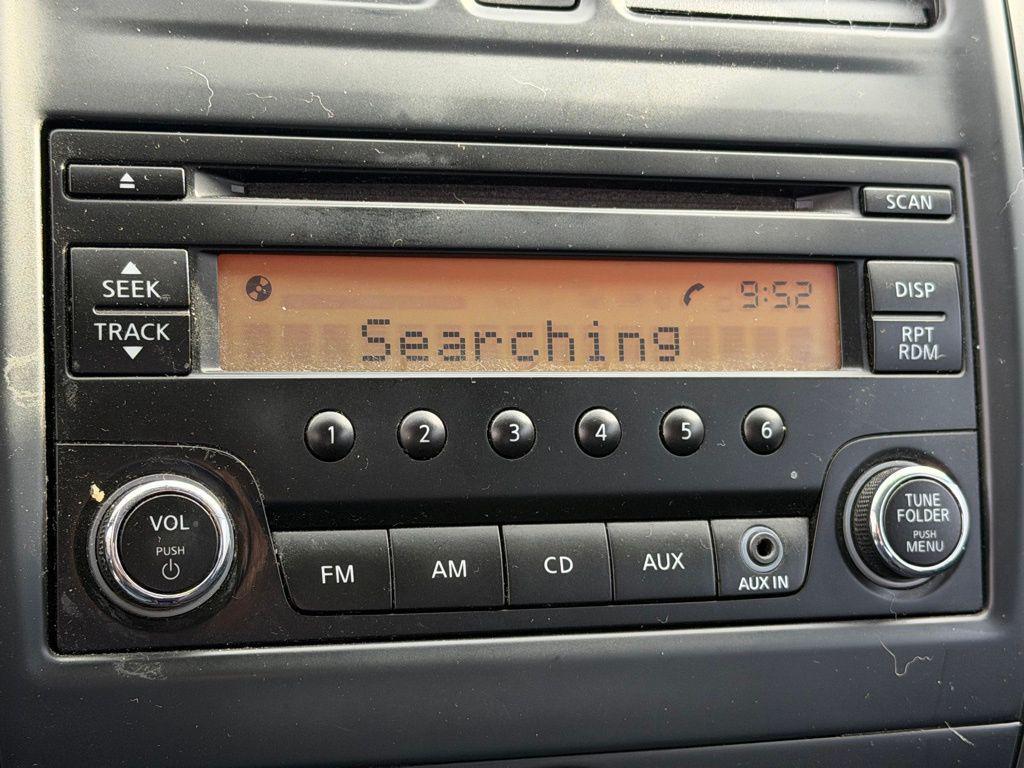 SCAN
SEEK
TRACK
9:52
Searching
DISP
RPT
RDM
1 2 3 4 5 6
VOL
PUSH
FM AM CD AUX
AUX IN
TUNE
FOLDER
PUSH
MENU